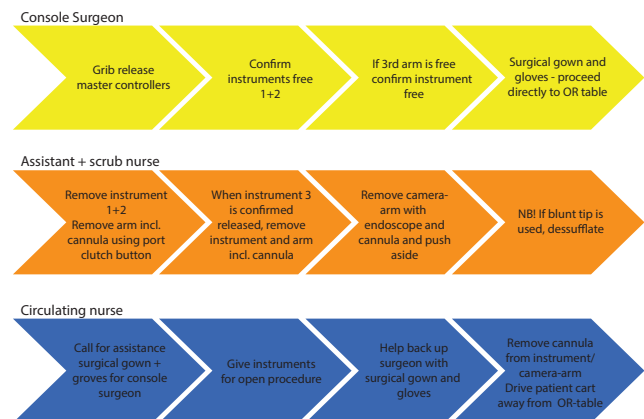 Console Surgeon
Grib release
master controllers
Confirm
instruments free
1+2
If 3rd arm is free
confirm instrument
free
Surgical gown and
gloves - proceed
directly to OR table
Assistant + scrub nurse
Remove instrument
1+2
Remove arm incl.
cannula using port
clutch button
When instrument 3
is confirmed
released, remove
instrument and arm
incl. cannula
Remove camera-
arm with
endoscope and
cannula and push
aside
NB! If blunt tip is
used, dessufflate
Circulating nurse
Call for assistance
surgical gown +
groves for console
surgeon
Give instruments
for open procedure
Help back up
surgeon with
surgical gown and
gloves
Remove cannula
from instrument/
camera-arm
Drive patient cart
away from OR-table